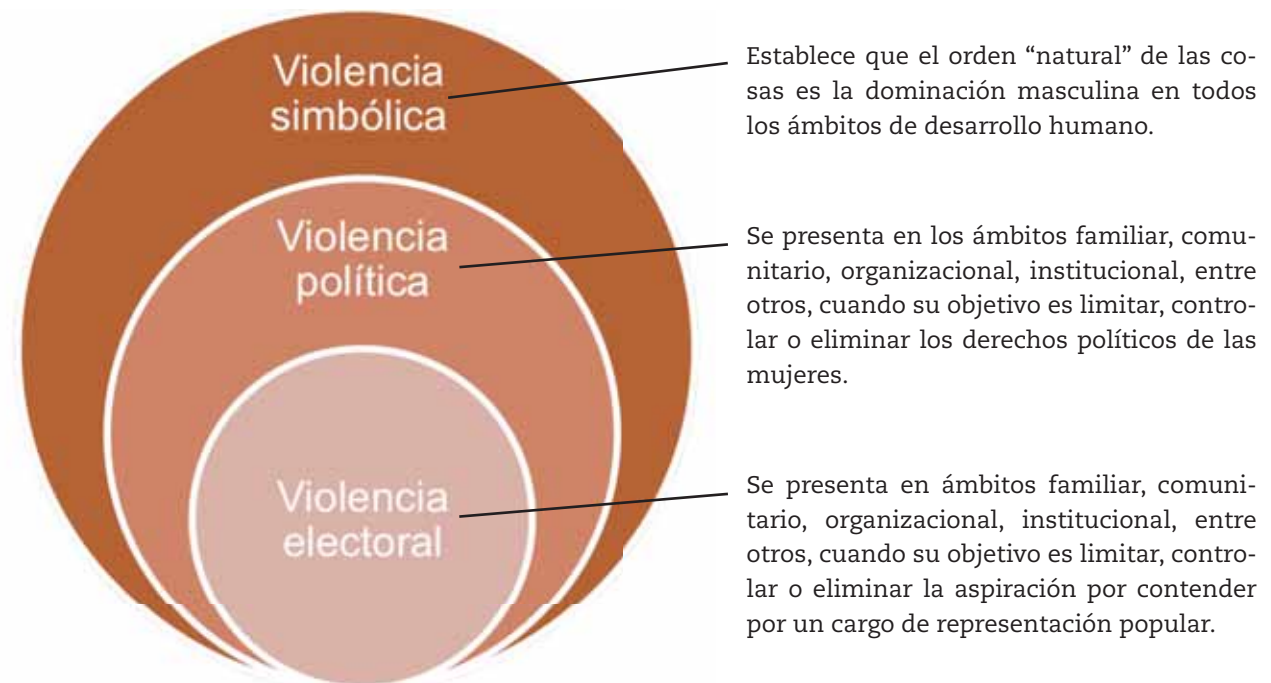 Violencia
simbólica
Establece que el orden “natural” de las co-
sas es la dominación masculina en todos
los ámbitos de desarrollo humano.
Violencia
política
Se presenta en los ámbitos familiar, comu-
nitario, organizacional, institucional, entre
otros, cuando su objetivo es limitar, contro-
lar o eliminar los derechos políticos de las
mujeres.
Violencia
electoral
Se presenta en ámbitos familiar, comuni-
tario, organizacional, institucional, entre
otros, cuando su objetivo es limitar, contro-
lar o eliminar la aspiración por contender
por un cargo de representación popular.